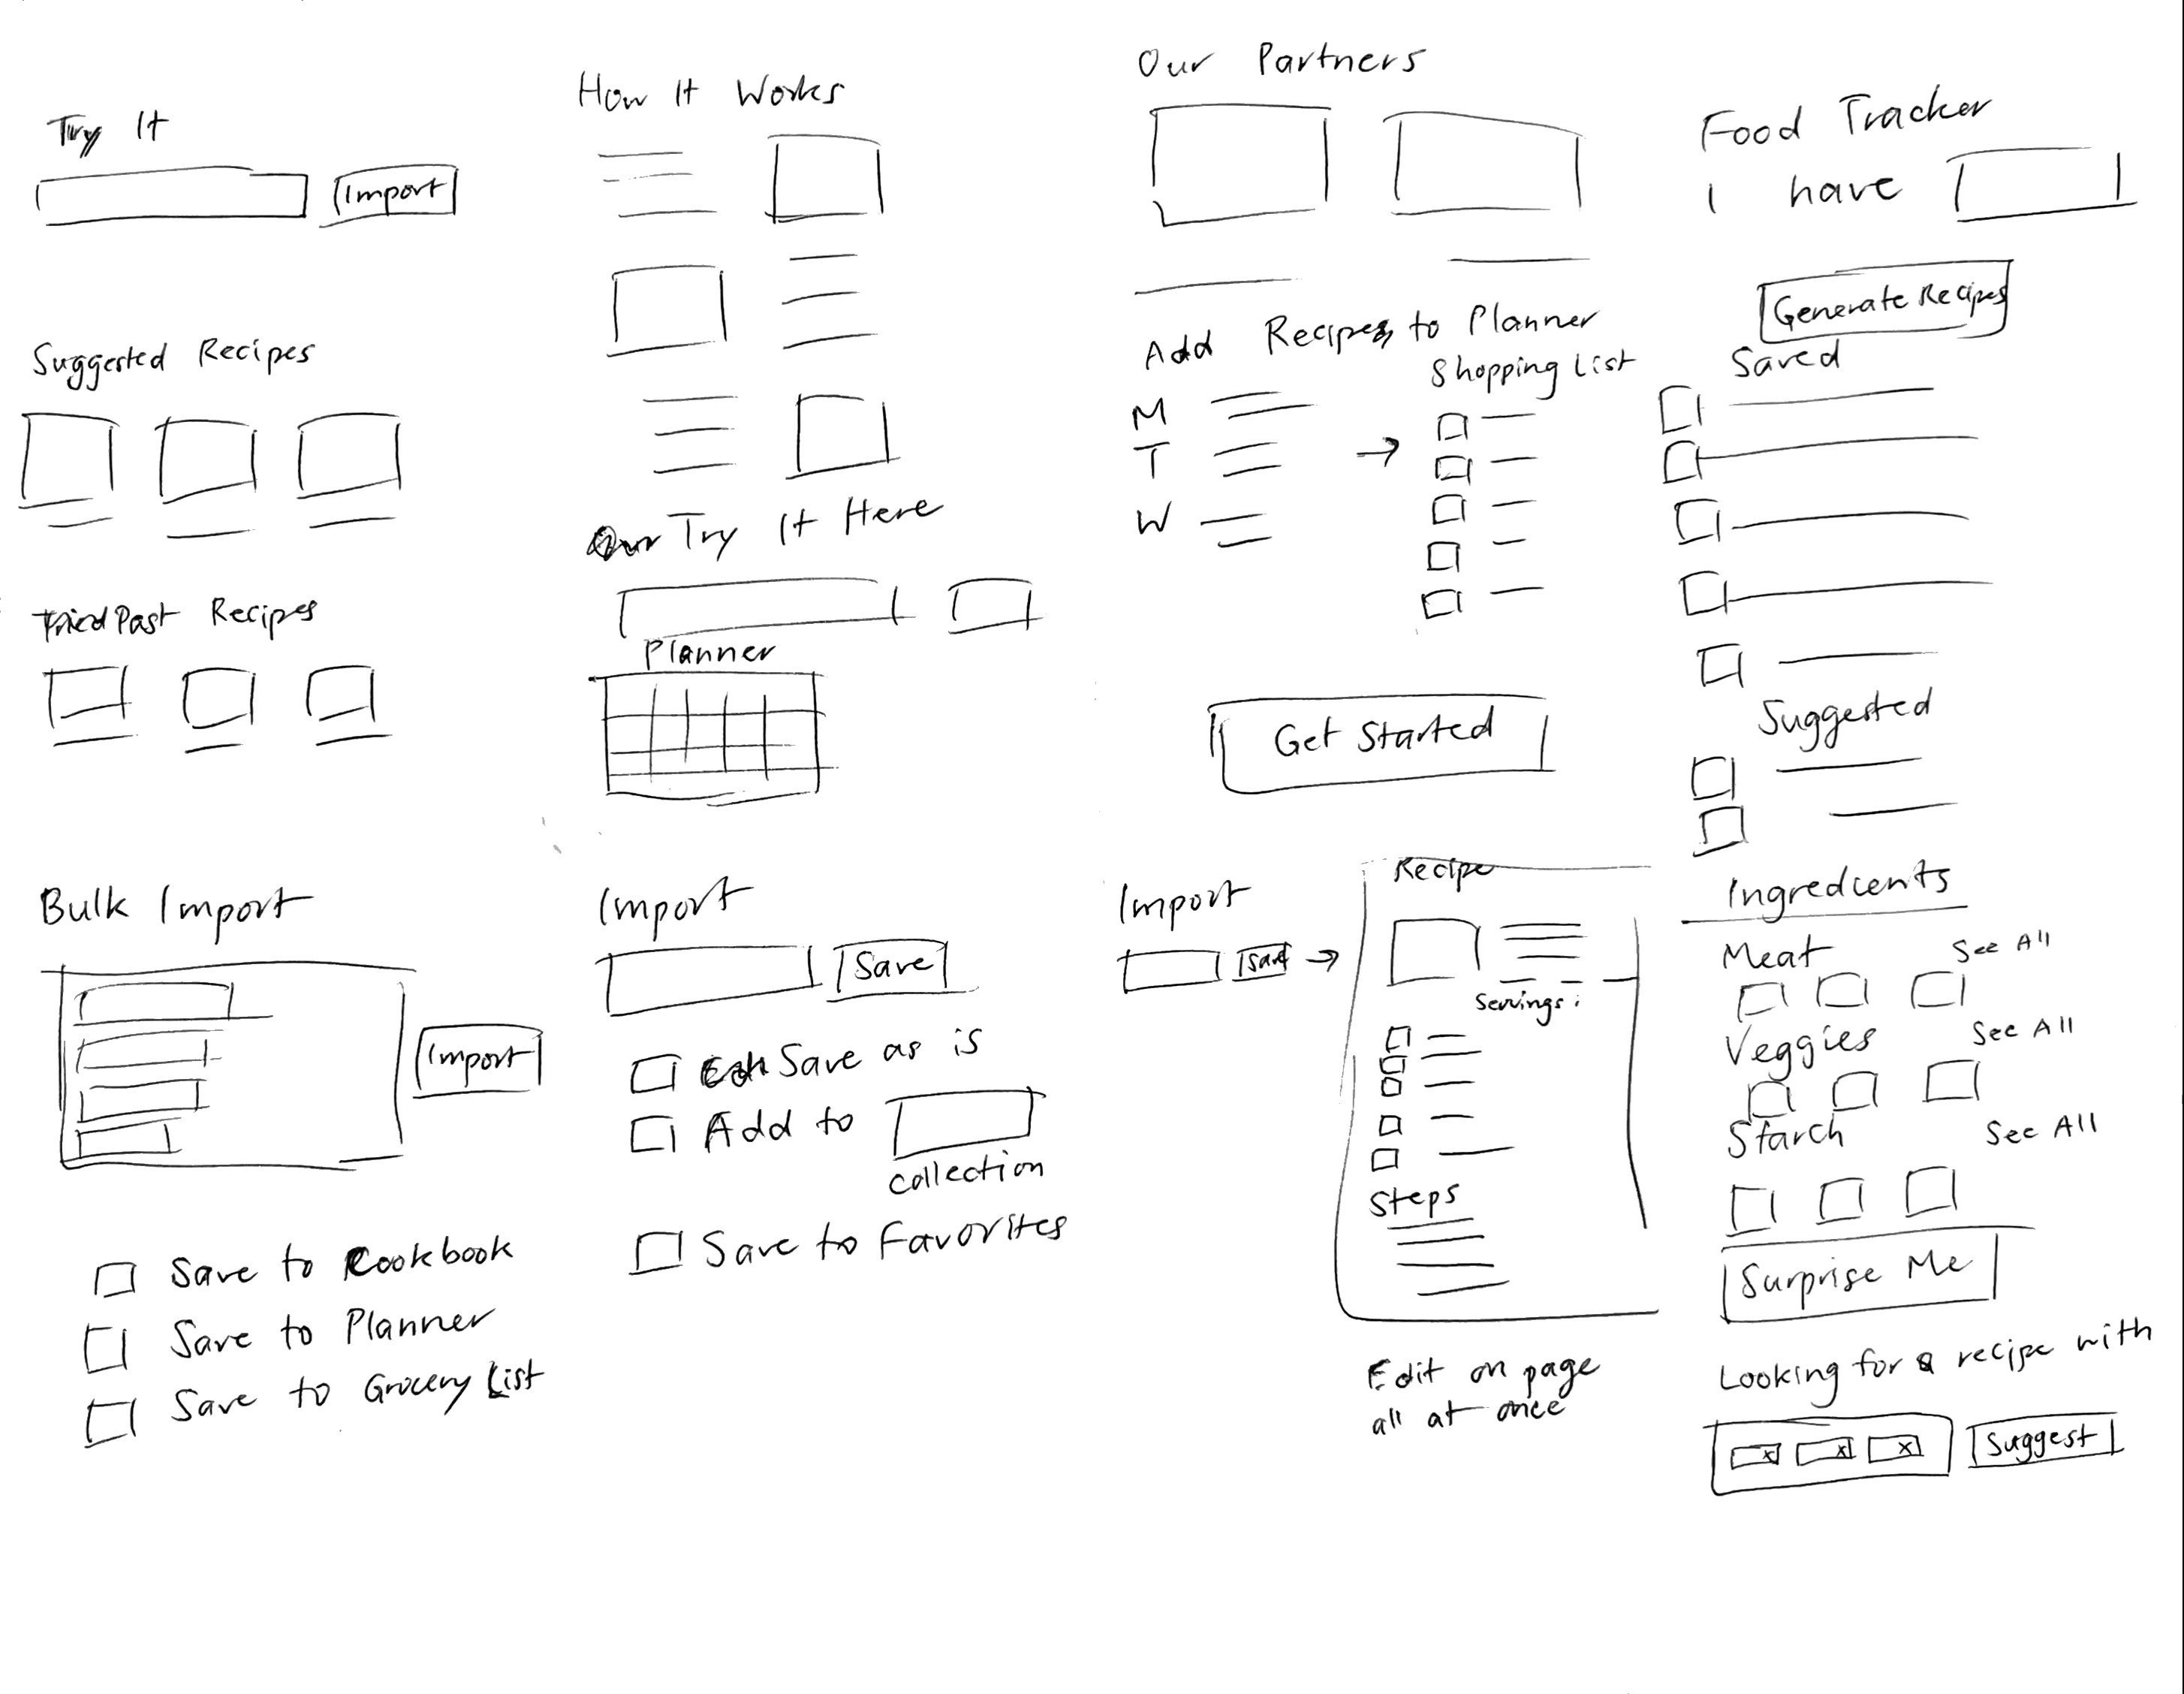 Try It
Import
Suggested Recipes
Past Recipes
Bulk Import
Import
Save to Cookbook
Save to Planner
Save to Grocery List
How It Works
Try It Here
Planner
Import
Save
Save as is
Add to
collection
Save to Favorites
Our Partners
Add Recipes to Planner
Shopping List
M
T
W
Get Started
Import
Save
Recipe
Servings:
Steps
Edit on page
all at once
Food Tracker
I have
Generate Recipes
Saved
Suggested
Ingredients
Meat See All
Veggies See All
Starch See All
Surprise Me
Looking for a recipe with
x x x Suggest